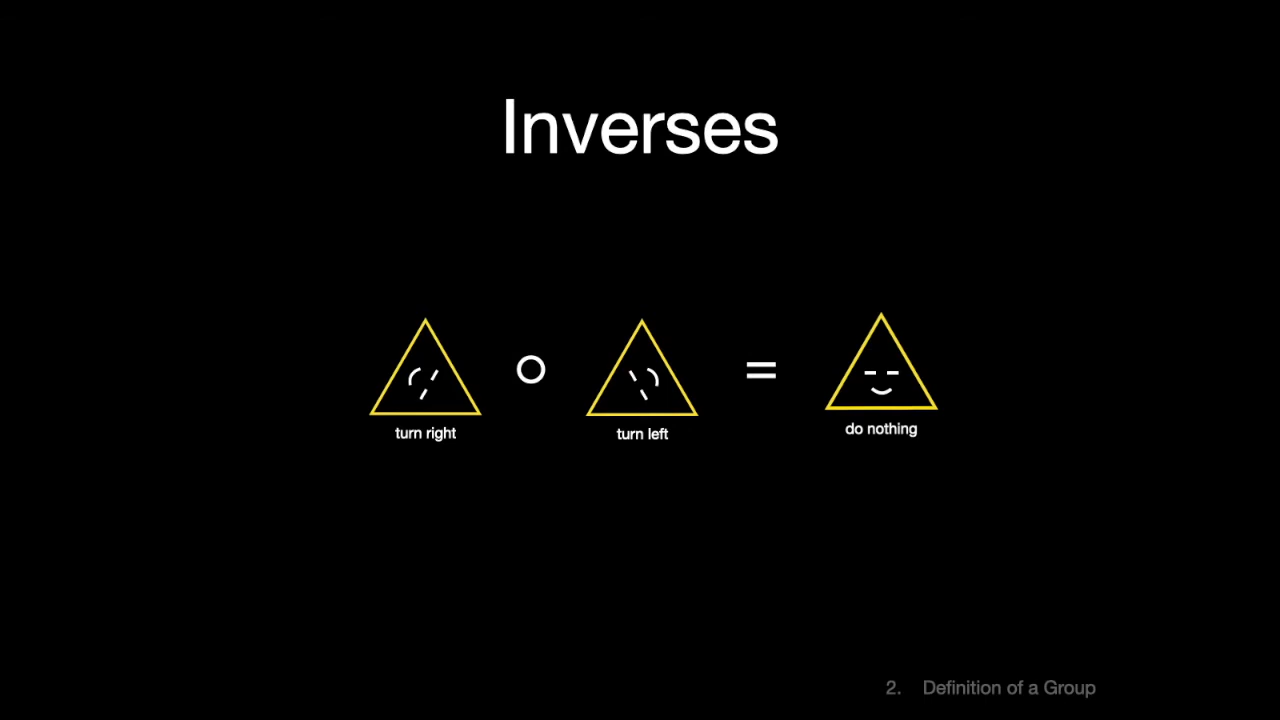 Inverses
turn right
turn left
do nothing
2. Definition of a Group